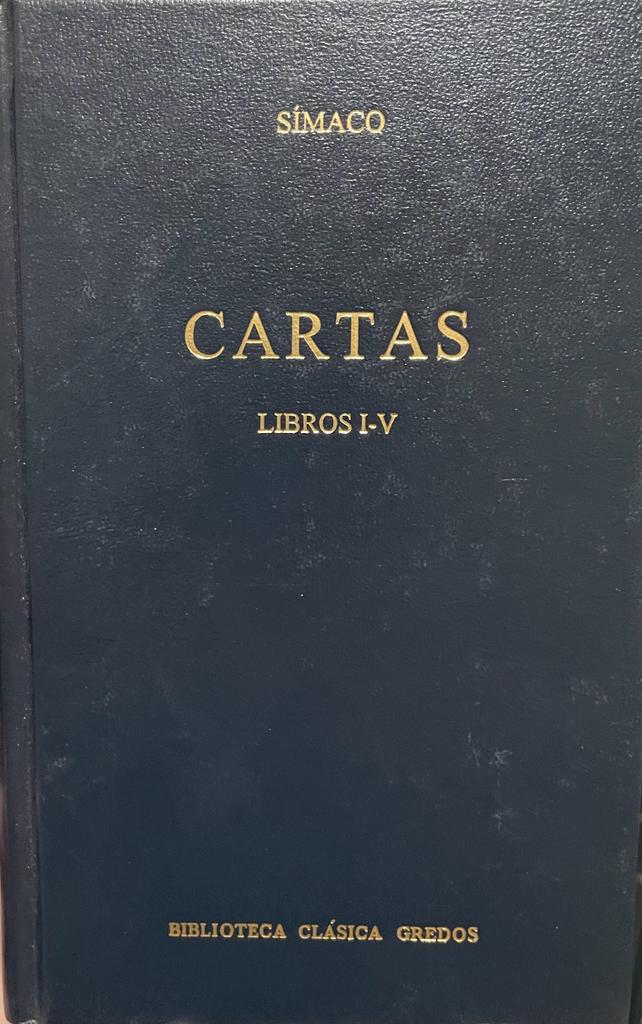 SÍMACO
CARTAS
LIBROS I-V
BIBLIOTECA CLÁSICA GREDOS